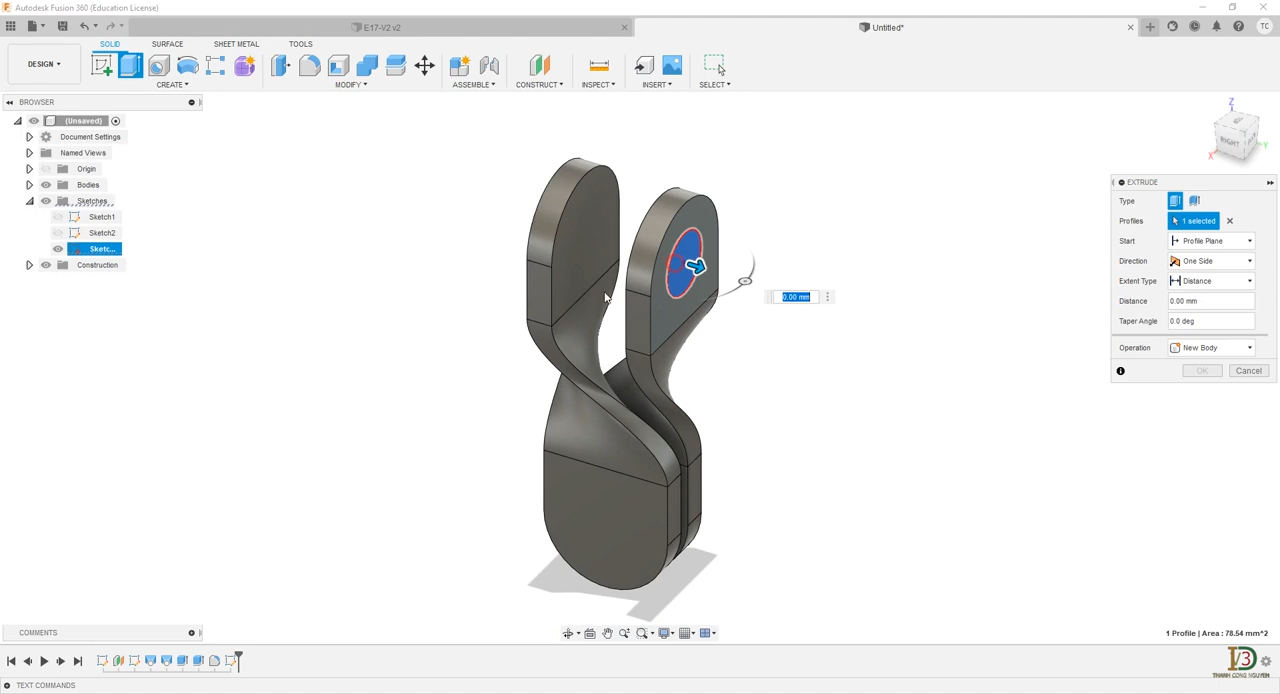 Autodesk Fusion 360 (Education License)
E17-V2 v2
Untitled*
TC
DESIGN
SOLID
SURFACE
SHEET METAL
TOOLS
CREATE
MODIFY
ASSEMBLE
CONSTRUCT
INSPECT
INSERT
SELECT
BROWSER
(Unsaved)
Document Settings
Named Views
Origin
Bodies
Sketches
Sketch1
Sketch2
Sketc...
Construction
Z
RIGHT
X
Y
0.00 mm
EXTRUDE
Type
Profiles
1 selected
Start
Profile Plane
Direction
One Side
Extent Type
Distance
Distance
0.00 mm
Taper Angle
0.0 deg
Operation
New Body
OK
Cancel
COMMENTS
1 Profile | Area : 78.54 mm^2
TEXT COMMANDS
THANH CONG NGUYEN